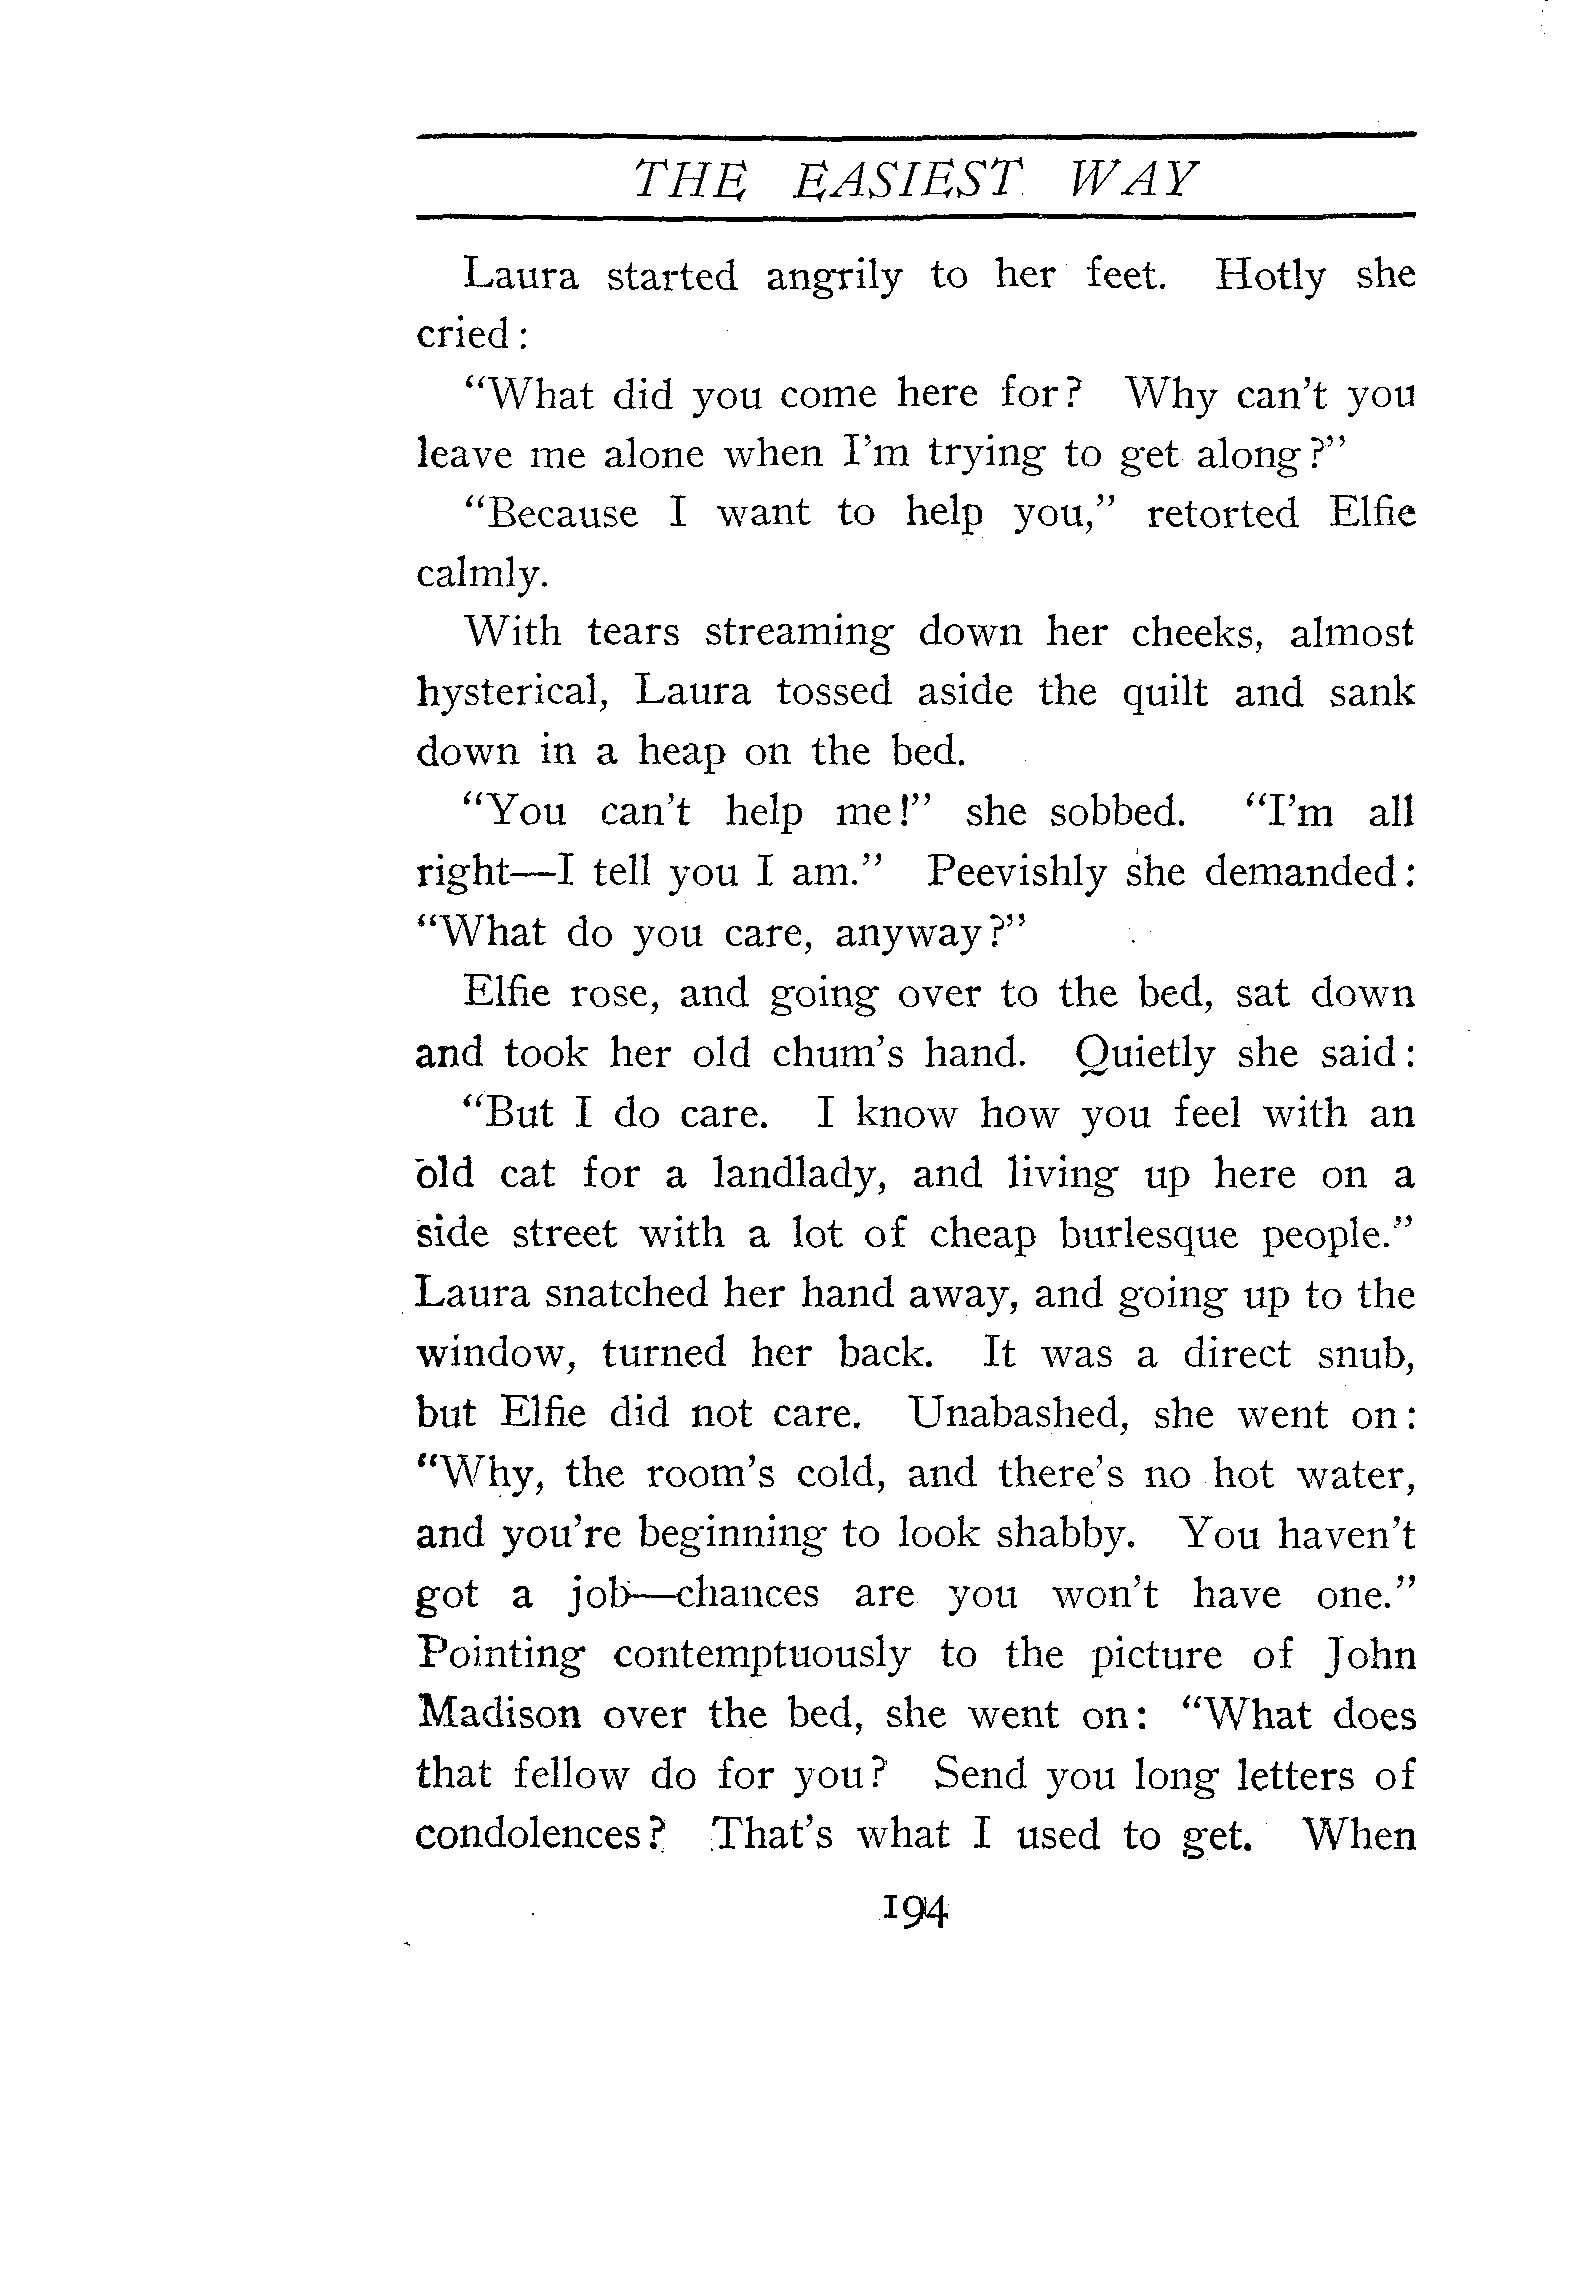 THE EASIEST WAY
Laura started angrily to her feet. Hotly she
cried:
"What did you come here for? Why can't you
leave me alone when I'm trying to get along?"
"Because I want to help you," retorted Elfie
calmly.
With tears streaming down her cheeks, almost
hysterical, Laura tossed aside the quilt and sank
down in a heap on the bed.
"You can't help me!" she sobbed. "I'm all
right—I tell you I am." Peevishly she demanded:
"What do you care, anyway?"
Elfie rose, and going over to the bed, sat down
and took her old chum's hand. Quietly she said:
"But I do care. I know how you feel with an
old cat for a landlady, and living up here on a
side street with a lot of cheap burlesque people."
Laura snatched her hand away, and going up to the
window, turned her back. It was a direct snub,
but Elfie did not care. Unabashed, she went on:
"Why, the room's cold, and there's no hot water,
and you're beginning to look shabby. You haven't
got a job—chances are you won't have one."
Pointing contemptuously to the picture of John
Madison over the bed, she went on: "What does
that fellow do for you? Send you long letters of
condolences? That's what I used to get. When
194